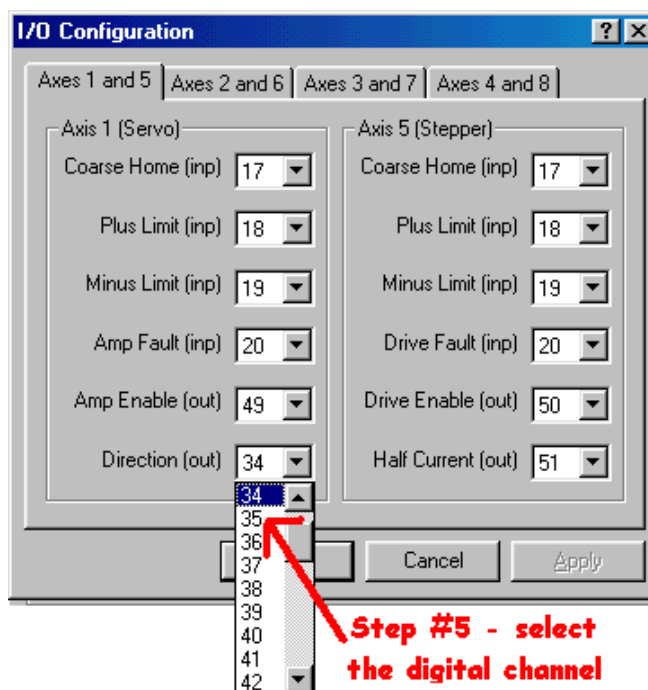 I/O Configuration
Axes 1 and 5 Axes 2 and 6 Axes 3 and 7 Axes 4 and 8
Axis 1 (Servo)
Coarse Home (inp) 17
Plus Limit (inp) 18
Minus Limit (inp) 19
Amp Fault (inp) 20
Amp Enable (out) 49
Direction (out) 34
34
35
36
37
38
39
40
41
42
Axis 5 (Stepper)
Coarse Home (inp) 17
Plus Limit (inp) 18
Minus Limit (inp) 19
Drive Fault (inp) 20
Drive Enable (out) 50
Half Current (out) 51
Cancel Apply
Step #5 - select
the digital channel